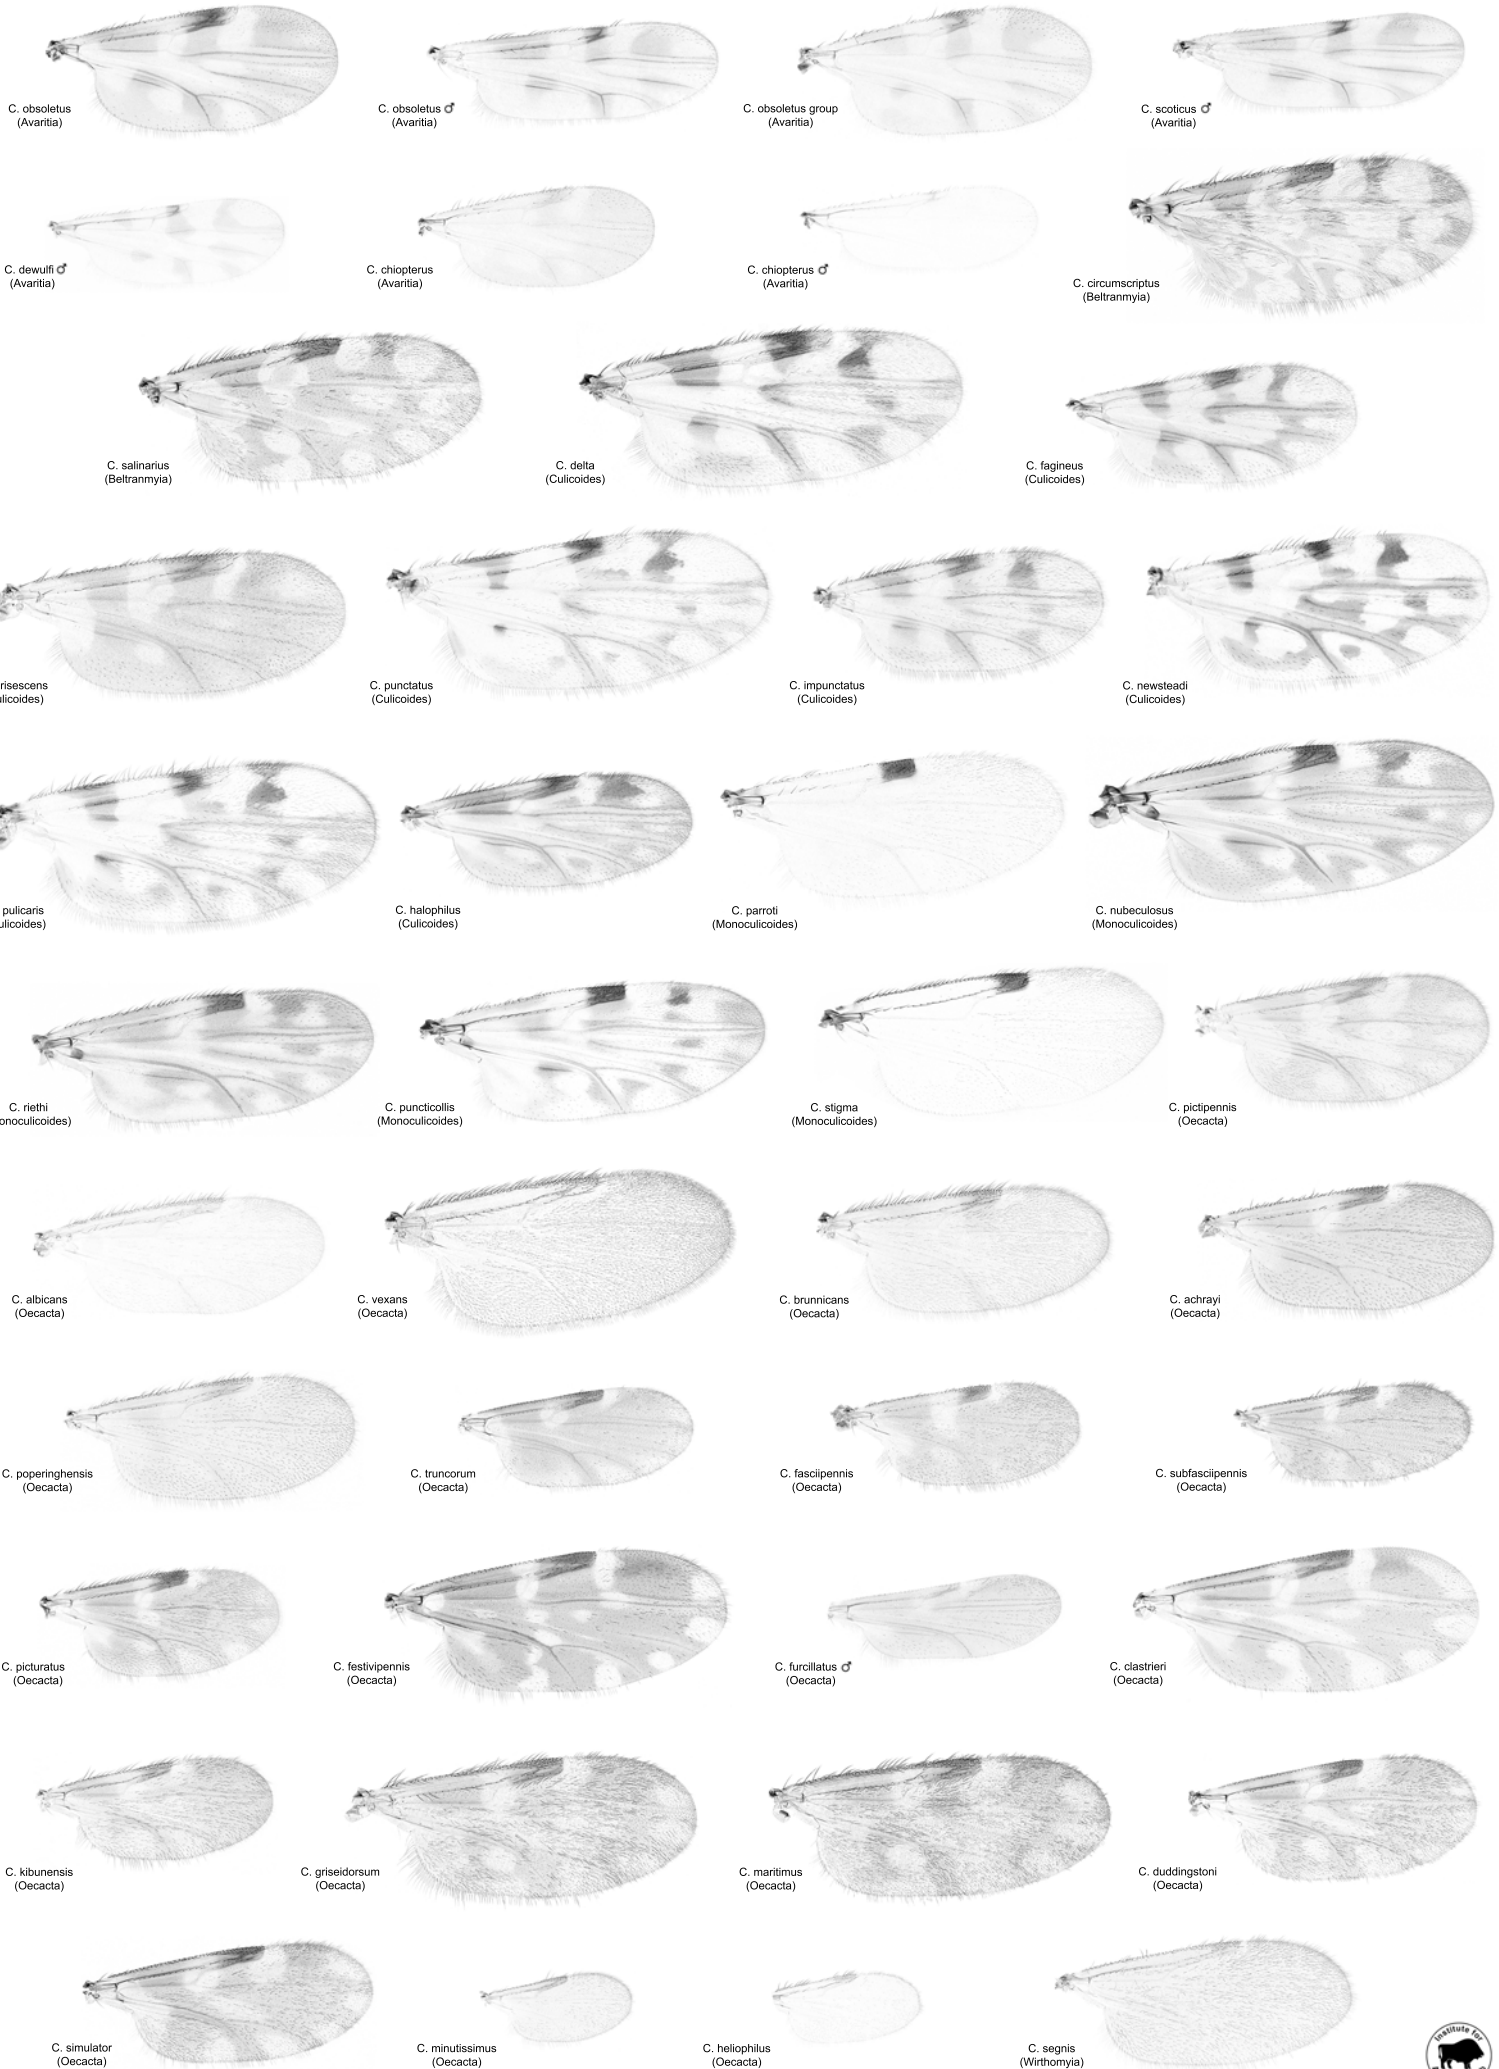 C. obsoletus
(Avaritia)
C. obsoletus ♂
(Avaritia)
C. obsoletus group
(Avaritia)
C. scoticus ♂
(Avaritia)
C. dewulfi ♂
(Avaritia)
C. chiopterus
(Avaritia)
C. chiopterus ♂
(Avaritia)
C. circumscriptus
(Beltranmyia)
C. salinarius
(Beltranmyia)
C. delta
(Culicoides)
C. fagineus
(Culicoides)
risescens
ulicoides)
C. punctatus
(Culicoides)
C. impunctatus
(Culicoides)
C. newsteadi
(Culicoides)
pulicaris
ulicoides)
C. halophilus
(Culicoides)
C. parroti
(Monoculicoides)
C. nubeculosus
(Monoculicoides)
C. riethi
onoculicoides)
C. puncticollis
(Monoculicoides)
C. stigma
(Monoculicoides)
C. pictipennis
(Oecacta)
C. albicans
(Oecacta)
C. vexans
(Oecacta)
C. brunnicans
(Oecacta)
C. achrayi
(Oecacta)
C. poperinghensis
(Oecacta)
C. truncorum
(Oecacta)
C. fasciipennis
(Oecacta)
C. subfasciipennis
(Oecacta)
C. picturatus
(Oecacta)
C. festivipennis
(Oecacta)
C. furcillatus ♂
(Oecacta)
C. clastrieri
(Oecacta)
C. kibunensis
(Oecacta)
C. griseidorsum
(Oecacta)
C. maritimus
(Oecacta)
C. duddingstoni
(Oecacta)
C. simulator
(Oecacta)
C. minutissimus
(Oecacta)
C. heliophilus
(Oecacta)
C. segnis
(Wirthomyia)
Institute for